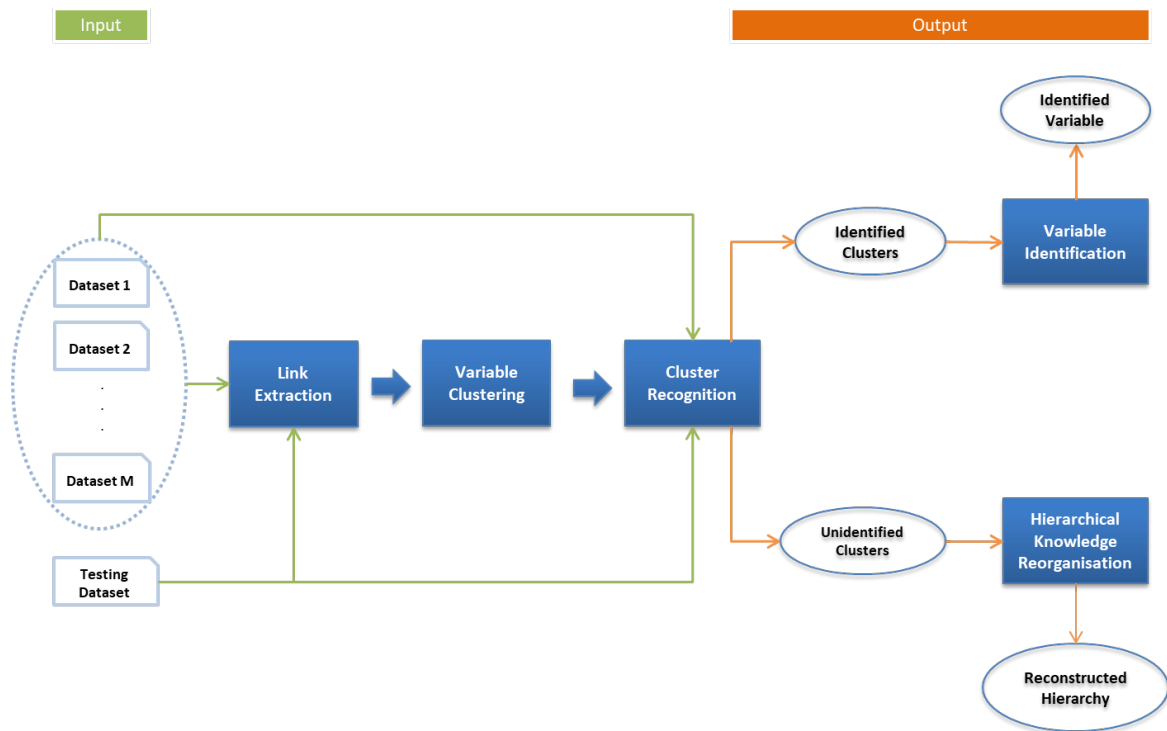 Input
Output
Identified
Variable
Identified
Clusters
Variable
Identification
Dataset 1
Dataset 2
.
.
.
Dataset M
Link
Extraction
Variable
Clustering
Cluster
Recognition
Testing
Dataset
Unidentified
Clusters
Hierarchical
Knowledge
Reorganisation
Reconstructed
Hierarchy